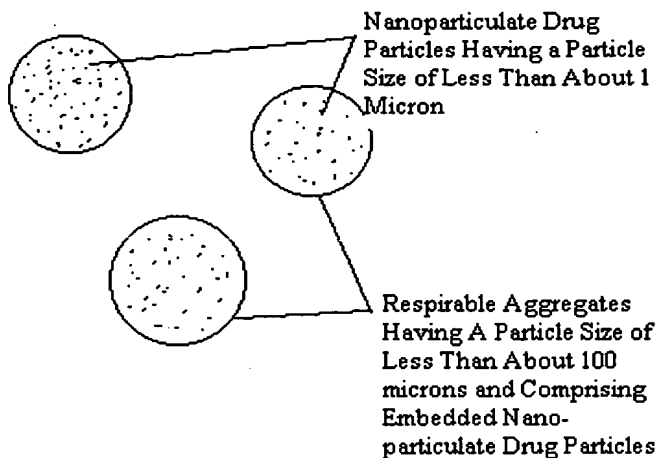 Nanoparticulate Drug
Particles Having a Particle
Size of Less Than About 1
Micron
Respirable Aggregates
Having A Particle Size of
Less Than About 100
microns and Comprising
Embedded Nano-
particulate Drug Particles